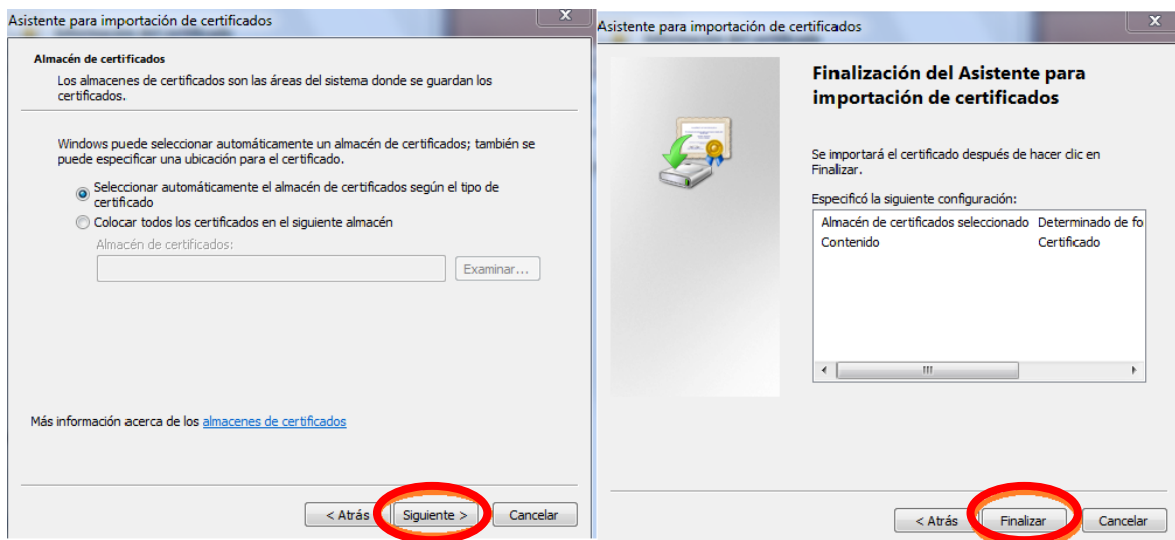 Asistente para importación de certificados
X
Almacén de certificados
Los almacenes de certificados son las áreas del sistema donde se guardan los
certificados.
Windows puede seleccionar automáticamente un almacén de certificados; también se
puede especificar una ubicación para el certificado.
Seleccionar automáticamente el almacén de certificados según el tipo de
certificado
Colocar todos los certificados en el siguiente almacén
Almacén de certificados:
Examinar...
Más información acerca de los almacenes de certificados
< Atrás
Siguiente >
Cancelar
Asistente para importación de certificados
X
Finalización del Asistente para
importación de certificados
Se importará el certificado después de hacer clic en
Finalizar.
Especificó la siguiente configuración:
Almacén de certificados seleccionado Determinado de fo
Contenido Certificado
< Atrás
Finalizar
Cancelar